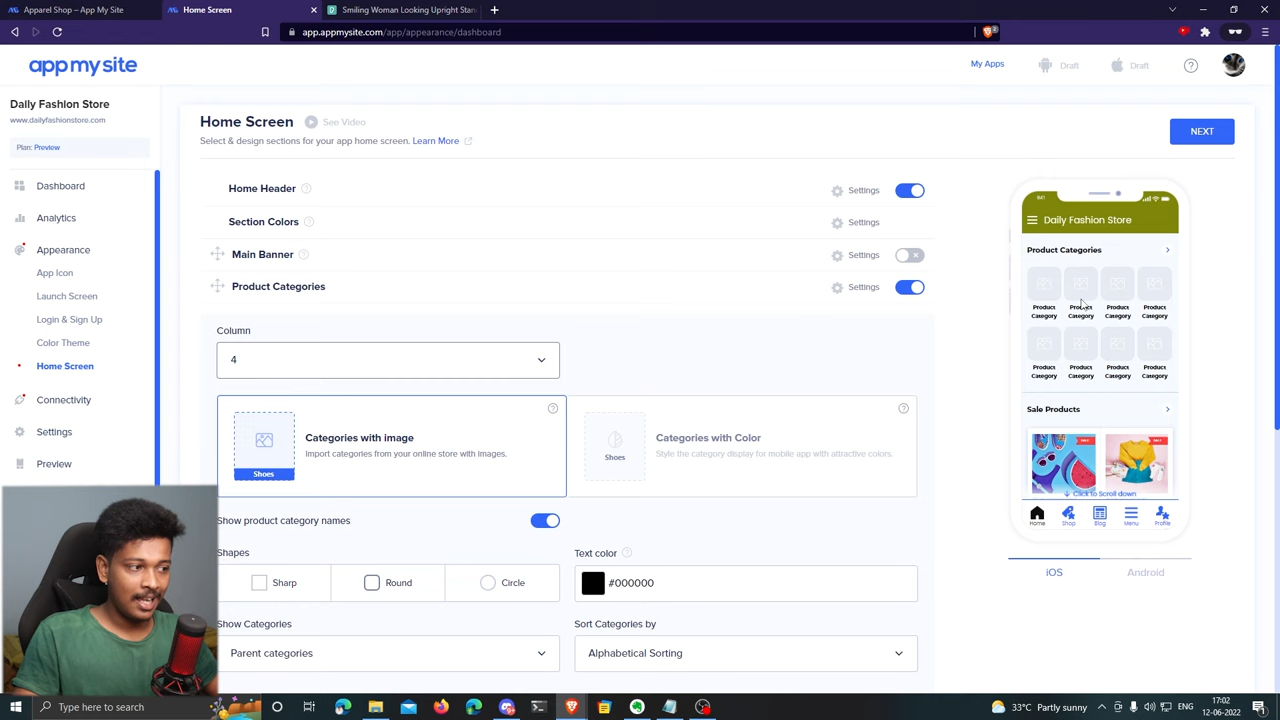 Apparel Shop – App My Site
Home Screen
Smiling Woman Looking Upright Stan
app.appmysite.com/app/appearance/dashboard
appmysite
My Apps
Draft
Draft
Daily Fashion Store
www.dailyfashionstore.com
Plan: Preview
Dashboard
Analytics
Appearance
App Icon
Launch Screen
Login & Sign Up
Color Theme
Home Screen
Connectivity
Settings
Preview
Home Screen
See Video
Select & design sections for your app home screen. Learn More
NEXT
Home Header
Settings
Section Colors
Settings
Main Banner
Settings
Product Categories
Settings
Column
4
Categories with image
Import categories from your online store with images.
Shoes
Categories with Color
Style the category display for mobile app with attractive colors.
Shoes
Show product category names
Shapes
Sharp
Round
Circle
Text color
#000000
Show Categories
Parent categories
Sort Categories by
Alphabetical Sorting
9:41
Daily Fashion Store
Product Categories
Product Category
Product Category
Product Category
Product Category
Product Category
Product Category
Product Category
Product Category
Sale Products
SALE
SALE
Click to Scroll down
Home
Shop
Blog
Menu
Profile
iOS
Android
Type here to search
33°C Partly sunny
ENG
17:02
12-06-2022